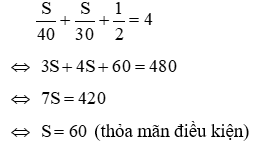 S/40 + S/30 + 1/2 = 4
⇔ 3S + 4S + 60 = 480
⇔ 7S = 420
⇔ S = 60 (thỏa mãn điều kiện)